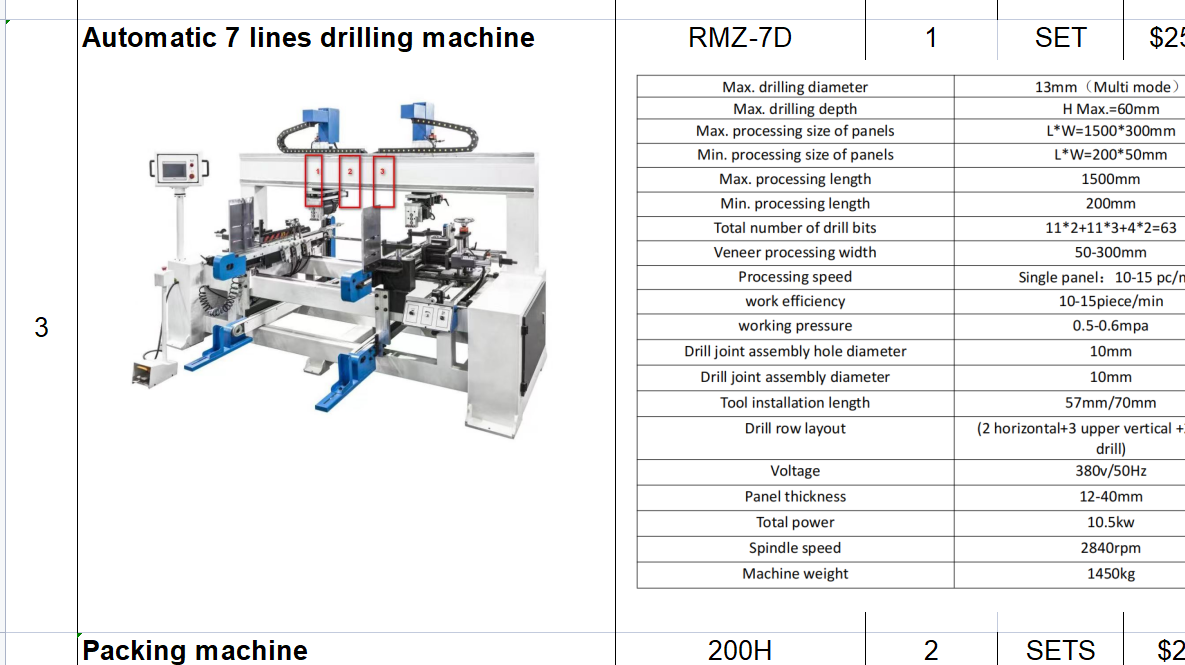 Automatic 7 lines drilling machine RMZ-7D 1 SET $25
Max. drilling diameter 13mm（Multi mode）
Max. drilling depth H Max.=60mm
Max. processing size of panels L*W=1500*300mm
Min. processing size of panels L*W=200*50mm
Max. processing length 1500mm
Min. processing length 200mm
Total number of drill bits 11*2+11*3+4*2=63
Veneer processing width 50-300mm
Processing speed Single panel：10-15 pc/
work efficiency 10-15piece/min
working pressure 0.5-0.6mpa
Drill joint assembly hole diameter 10mm
Drill joint assembly diameter 10mm
Tool installation length 57mm/70mm
Drill row layout (2 horizontal+3 upper vertical +
drill)
Voltage 380v/50Hz
Panel thickness 12-40mm
Total power 10.5kw
Spindle speed 2840rpm
Machine weight 1450kg
1 2 3
3
Packing machine 200H 2 SETS $2